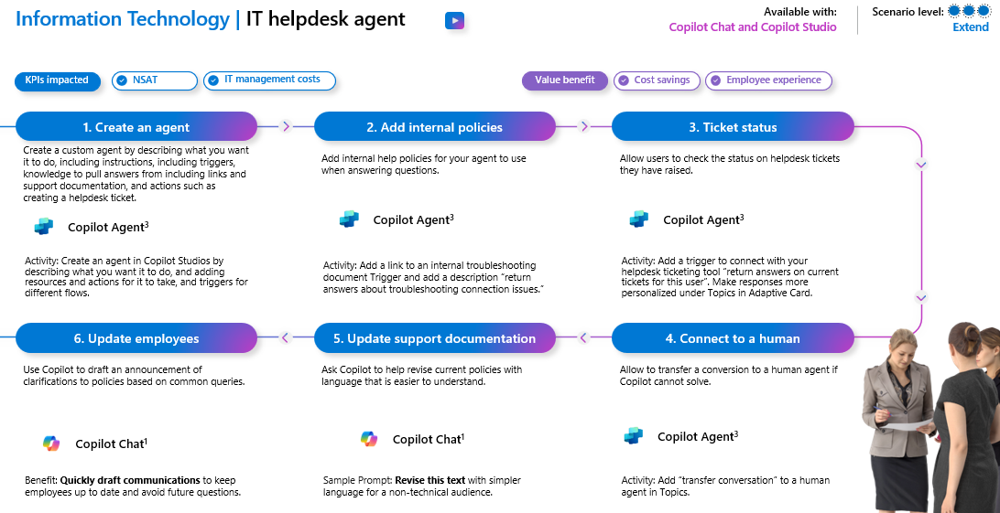 Information Technology | IT helpdesk agent
Available with:
Copilot Chat and Copilot Studio
Scenario level:
Extend
KPIs impacted
NSAT
IT management costs
Value benefit
Cost savings
Employee experience
1. Create an agent
Create a custom agent by describing what you want
it to do, including instructions, including triggers,
knowledge to pull answers from including links and
support documentation, and actions such as
creating a helpdesk ticket.
Copilot Agent3
Activity: Create an agent in Copilot Studios by
describing what you want it to do, and adding
resources and actions for it to take, and triggers for
different flows.
2. Add internal policies
Add internal help policies for your agent to use
when answering questions.
Copilot Agent3
Activity: Add a link to an internal troubleshooting
document Trigger and add a description “return
answers about troubleshooting connection issues.”
3. Ticket status
Allow users to check the status on helpdesk tickets
they have raised.
Copilot Agent3
Activity: Add a trigger to connect with your
helpdesk ticketing tool “return answers on current
tickets for this user”. Make responses more
personalized under Topics in Adaptive Card.
4. Connect to a human
Allow to transfer a conversion to a human agent if
Copilot cannot solve.
Copilot Agent3
Activity: Add “transfer conversation” to a human
agent in Topics.
5. Update support documentation
Ask Copilot to help revise current policies with
language that is easier to understand.
Copilot Chat1
Sample Prompt: Revise this text with simpler
language for a non-technical audience.
6. Update employees
Use Copilot to draft an announcement of
clarifications to policies based on common queries.
Copilot Chat1
Benefit: Quickly draft communications to keep
employees up to date and avoid future questions.